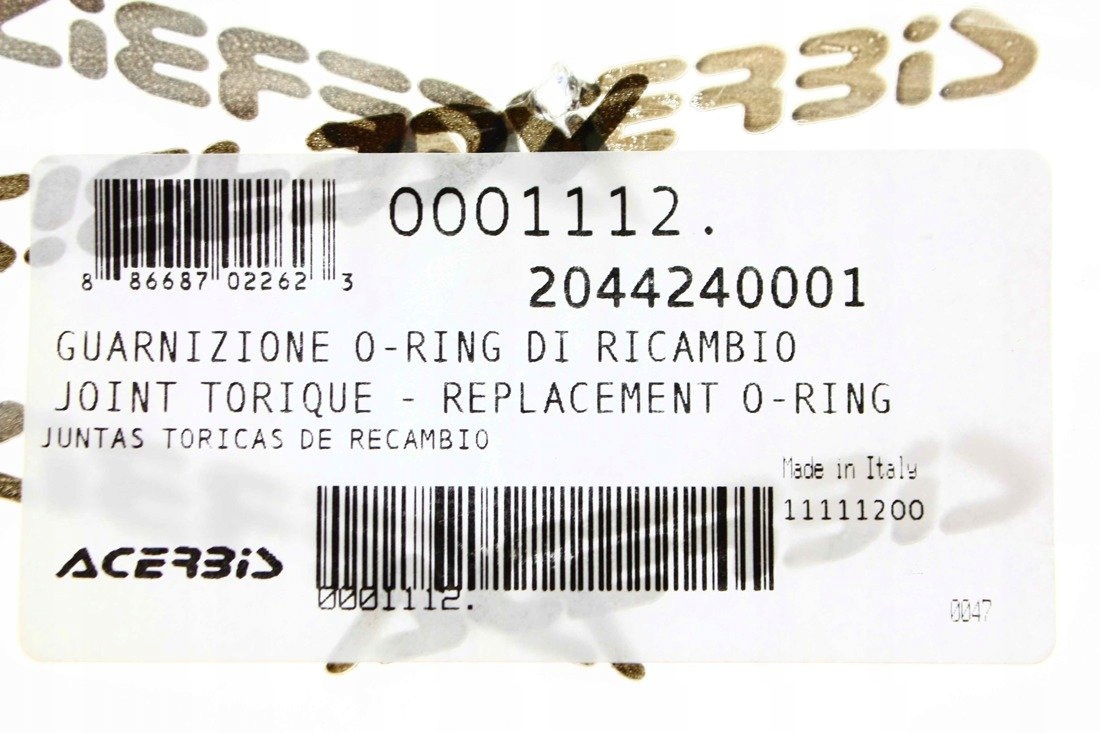 ACERBIS
0001112.
8 86687 02262 3
2044240001
GUARNIZIONE O-RING DI RICAMBIO
JOINT TORIQUE - REPLACEMENT O-RING
JUNTAS TORICAS DE RECAMBIO
Made in Italy
11111200
ACERBIS
0001112.
0047